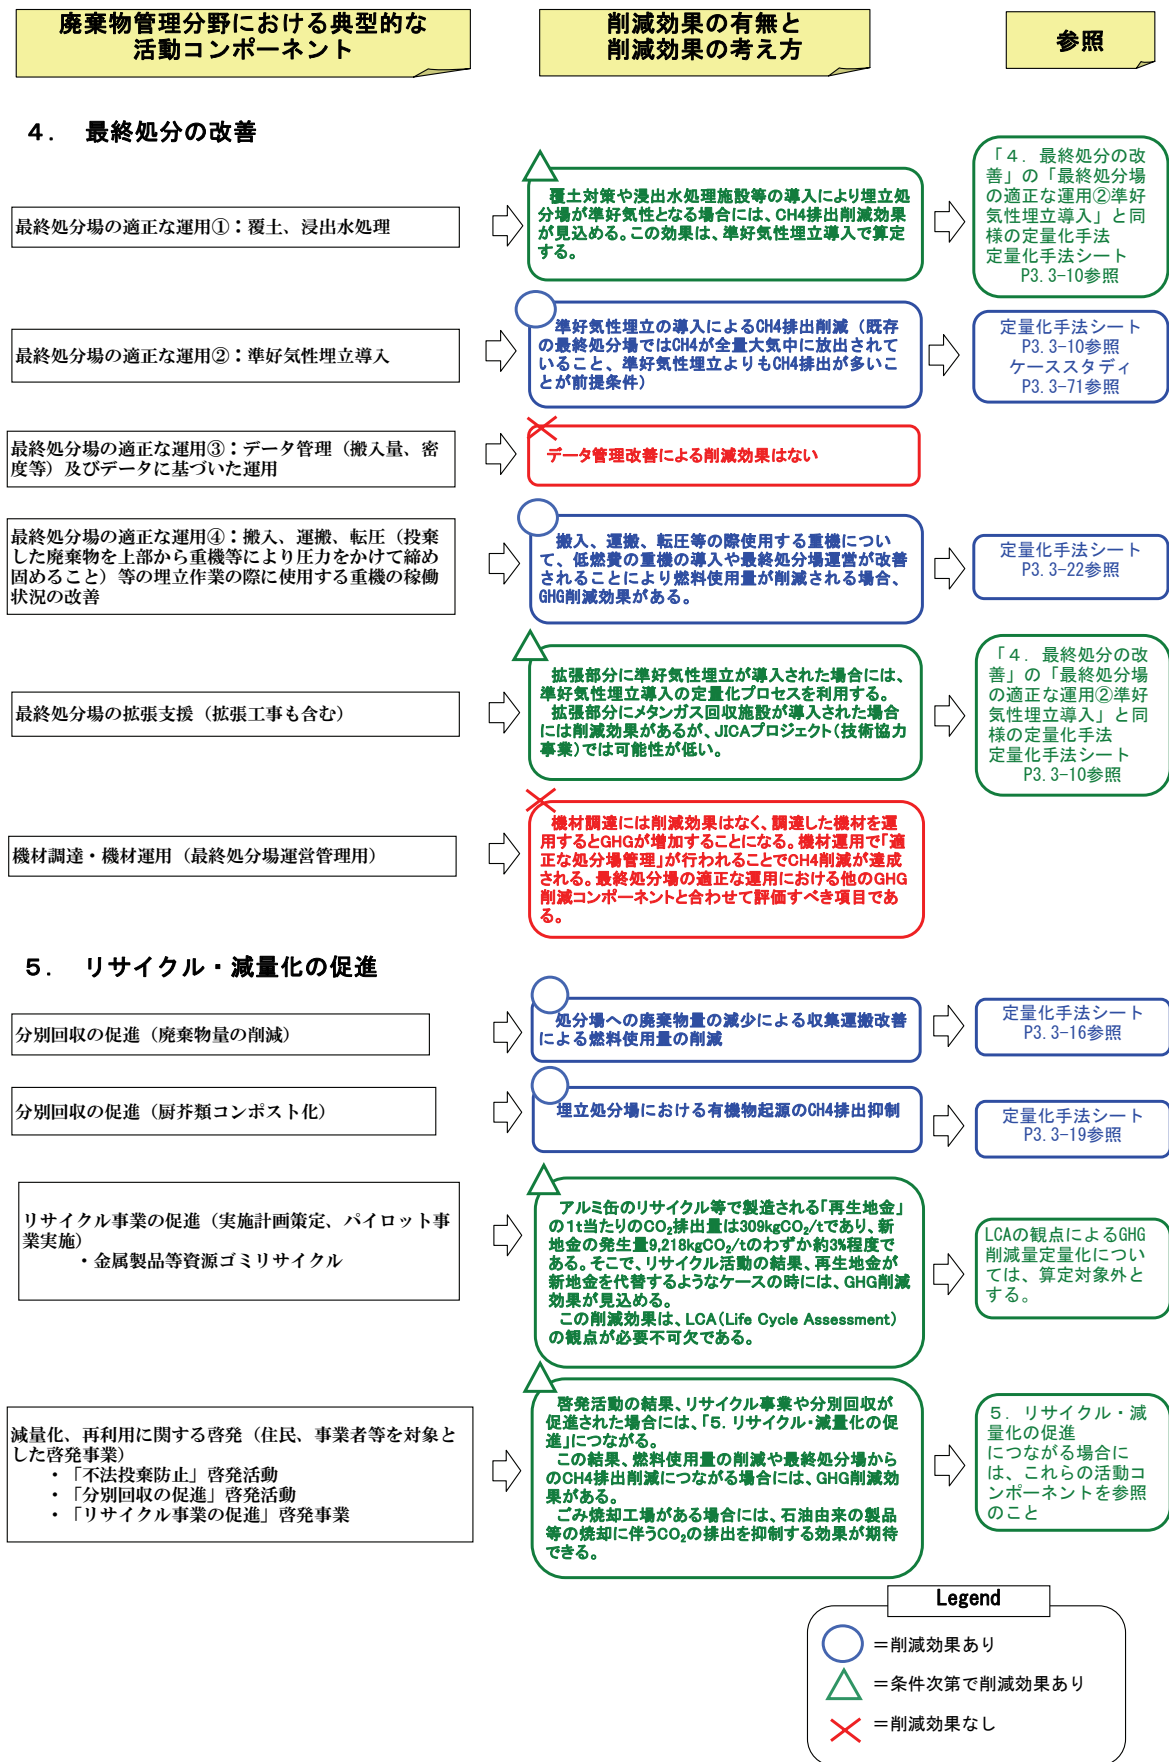 廃棄物管理分野における典型的な
活動コンポーネント
削減効果の有無と
削減効果の考え方
参照
４． 最終処分の改善
最終処分場の適正な運用①：覆土、浸出水処理
覆土対策や浸出水処理施設等の導入により埋立処
分場が準好気性となる場合には、CH4排出削減効果
が見込める。この効果は、準好気性埋立導入で算定
する。
「４．最終処分の改
善」の「最終処分場
の適正な運用②準好
気性埋立導入」と同
様の定量化手法
定量化手法シート
P3.3-10参照
最終処分場の適正な運用②：準好気性埋立導入
準好気性埋立の導入によるCH4排出削減（既存
の最終処分場ではCH4が全量大気中に放出されて
いること、準好気性埋立よりもCH4排出が多いこ
とが前提条件）
定量化手法シート
P3.3-10参照
ケーススタディ
P3.3-71参照
最終処分場の適正な運用③：データ管理（搬入量、密
度等）及びデータに基づいた運用
データ管理改善による削減効果はない
最終処分場の適正な運用④：搬入、運搬、転圧（投棄
した廃棄物を上部から重機等により圧力をかけて締め
固めること）等の埋立作業の際に使用する重機の稼働
状況の改善
搬入、運搬、転圧等の際使用する重機につい
て、低燃費の重機の導入や最終処分場運営が改善
されることにより燃料使用量が削減される場合、
GHG削減効果がある。
定量化手法シート
P3.3-22参照
最終処分場の拡張支援（拡張工事も含む）
拡張部分に準好気性埋立が導入された場合には、
準好気性埋立導入の定量化プロセスを利用する。
拡張部分にメタンガス回収施設が導入された場合
には削減効果があるが、JICAプロジェクト（技術協力
事業）では可能性が低い。
「４．最終処分の改
善」の「最終処分場
の適正な運用②準好
気性埋立導入」と同
様の定量化手法
定量化手法シート
P3.3-10参照
機材調達・機材運用（最終処分場運営管理用）
機材調達には削減効果はなく、調達した機材を運
用するとGHGが増加することになる。機材運用で「適
正な処分場管理」が行われることでCH4削減が達成
される。最終処分場の適正な運用における他のGHG
削減コンポーネントと合わせて評価すべき項目であ
る。
５． リサイクル・減量化の促進
分別回収の促進（廃棄物量の削減）
処分場への廃棄物量の減少による収集運搬改善
による燃料使用量の削減
定量化手法シート
P3.3-16参照
分別回収の促進（厨芥類コンポスト化）
埋立処分場における有機物起源のCH4排出抑制
定量化手法シート
P3.3-19参照
リサイクル事業の促進（実施計画策定、パイロット事
業実施）
・金属製品等資源ゴミリサイクル
アルミ缶のリサイクル等で製造される「再生地金」
の1t当たりのCO₂排出量は309kgCO₂/tであり、新
地金の発生量9,218kgCO₂/tのわずか約3%程度で
ある。そこで、リサイクル活動の結果、再生地金が
新地金を代替するようなケースの時には、GHG削減
効果が見込める。
この削減効果は、LCA（Life Cycle Assessment）
の観点が必要不可欠である。
LCAの観点によるGHG
削減量定量化につい
ては、算定対象外と
する。
減量化、再利用に関する啓発（住民、事業者等を対象と
した啓発事業）
・「不法投棄防止」啓発活動
・「分別回収の促進」啓発活動
・「リサイクル事業の促進」啓発事業
啓発活動の結果、リサイクル事業や分別回収が
促進された場合には、「5. リサイクル・減量化の促
進」につながる。
この結果、燃料使用量の削減や最終処分場から
のCH4排出削減につながる場合には、GHG削減効
果がある。
ごみ焼却工場がある場合には、石油由来の製品
等の焼却に伴うCO₂の排出を抑制する効果が期待
できる。
５．リサイクル・減
量化の促進
につながる場合に
は、これらの活動コ
ンポーネントを参照
のこと
Legend
＝削減効果あり
＝条件次第で削減効果あり
＝削減効果なし